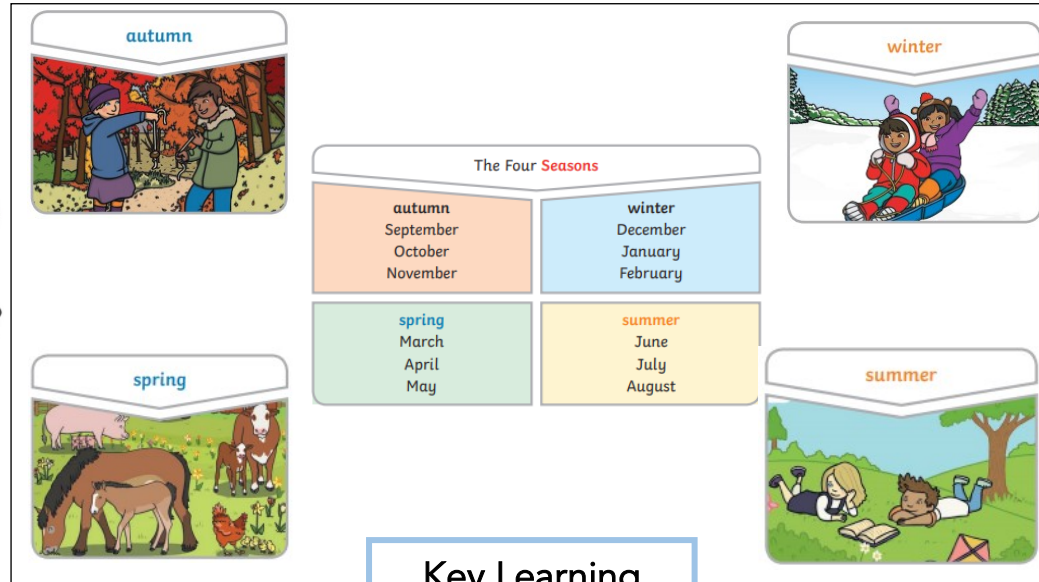 autumn
winter
The Four Seasons
autumn
September
October
November
winter
December
January
February
spring
March
April
May
summer
June
July
August
spring
summer
Key Learning